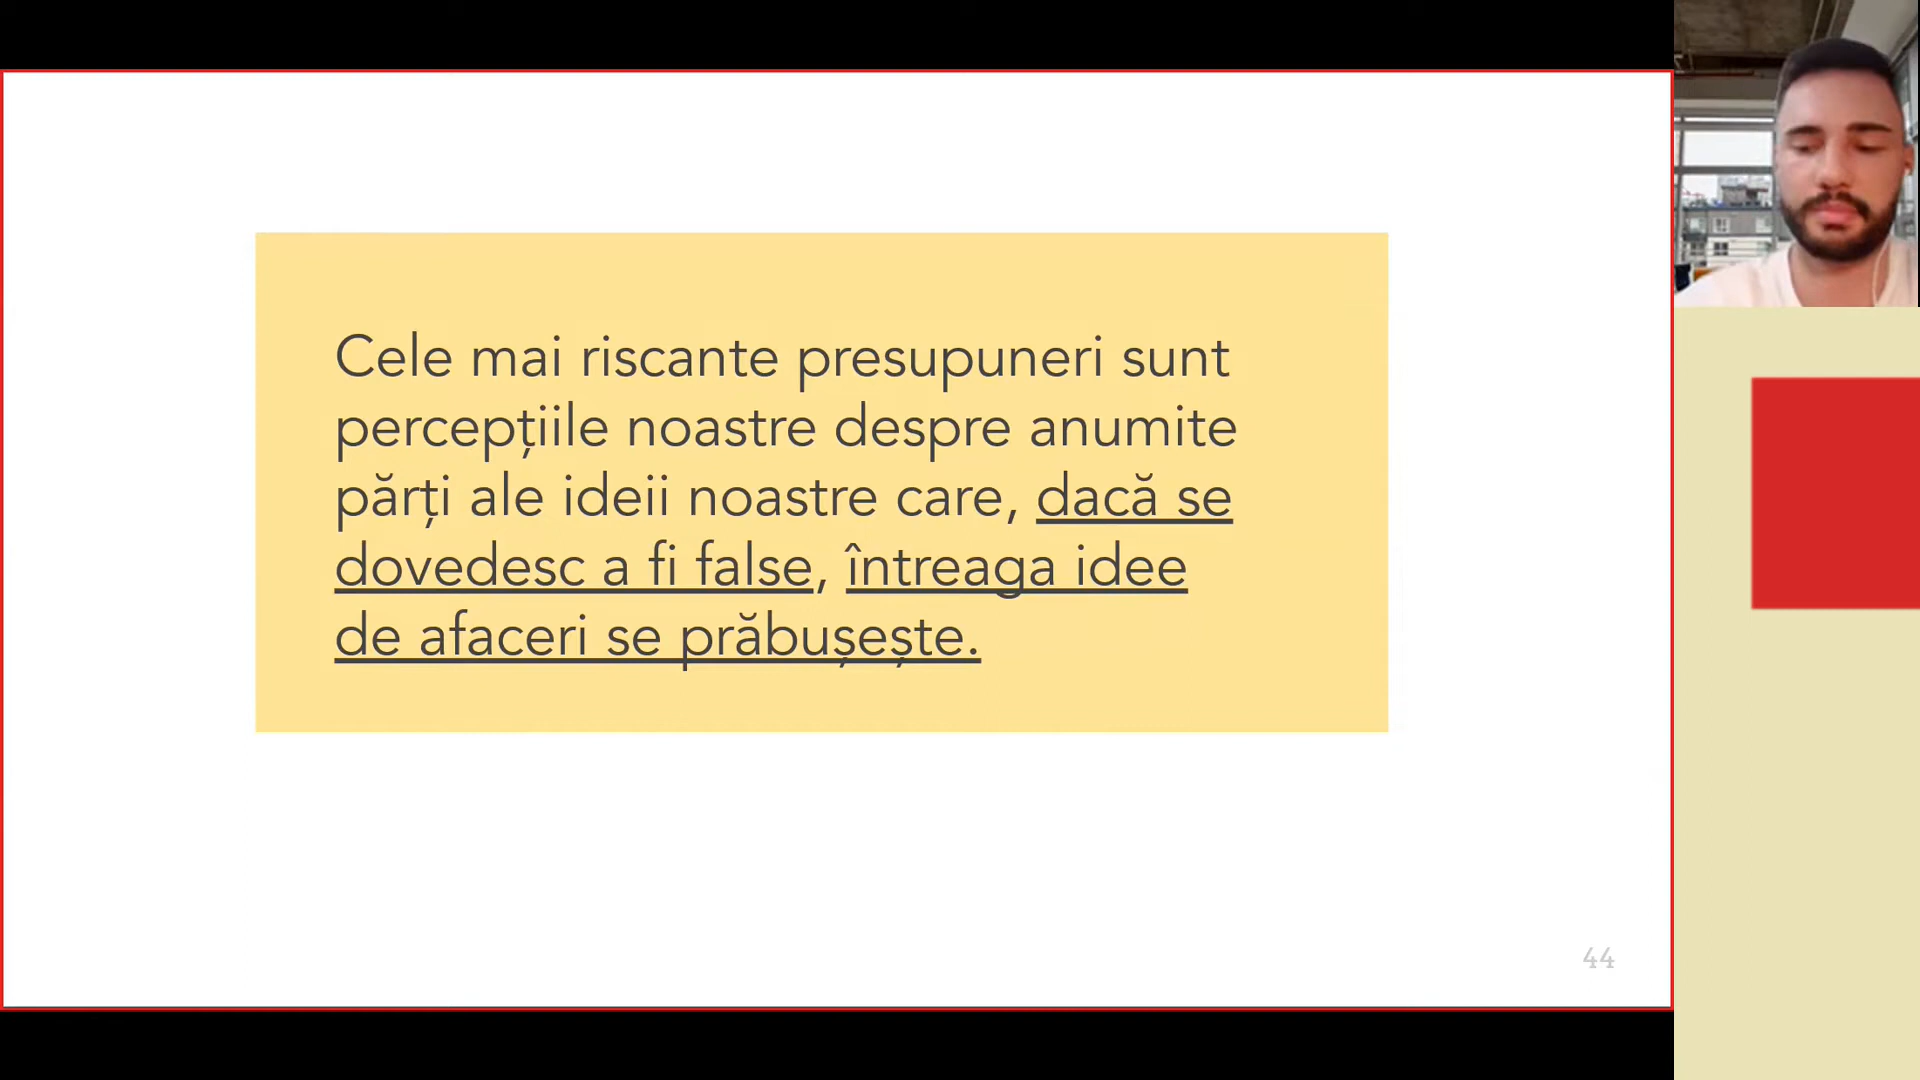 Cele mai riscante presupuneri sunt
percepțiile noastre despre anumite
părți ale ideii noastre care, dacă se
dovedesc a fi false, întreaga idee
de afaceri se prăbușește.
44